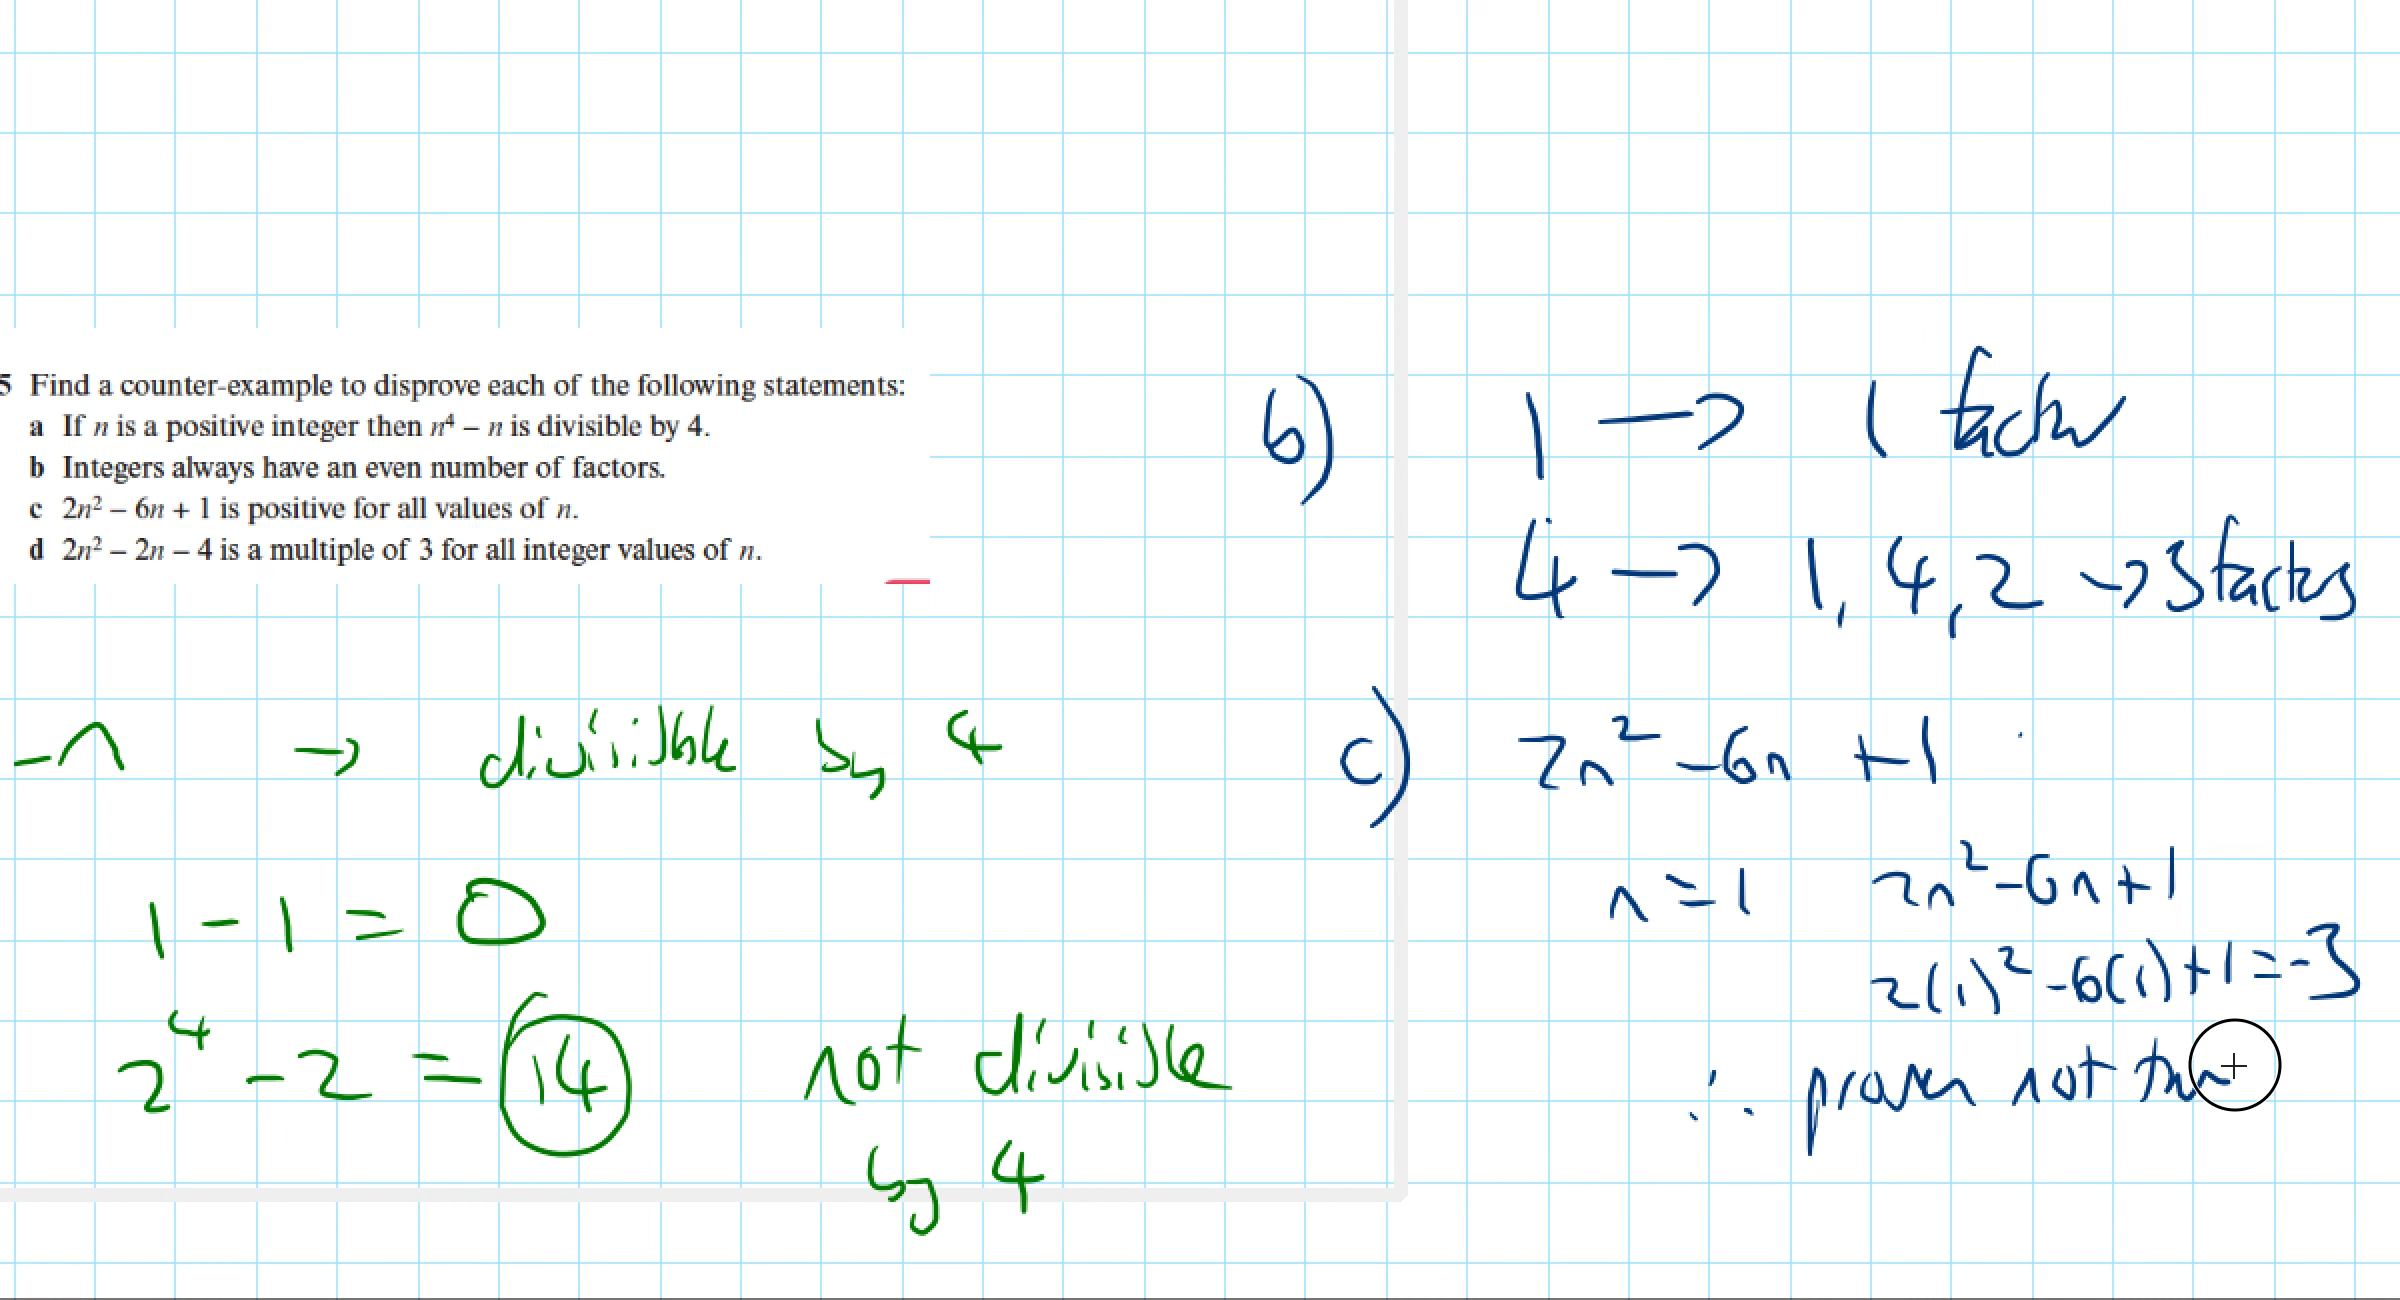 5 Find a counter-example to disprove each of the following statements:
a If n is a positive integer then n⁴ – n is divisible by 4.
b Integers always have an even number of factors.
c 2n² – 6n + 1 is positive for all values of n.
d 2n² – 2n – 4 is a multiple of 3 for all integer values of n.
-n → divisible by 4
1 - 1 = 0
2⁴ - 2 = 14 not divisible
by 4
b) 1 → 1 factor
4 → 1, 4, 2 → 3 factors
c) 2n² - 6n + 1
n = 1 2n² - 6n + 1
2(1)² - 6(1) + 1 = -3
∴ proven not true